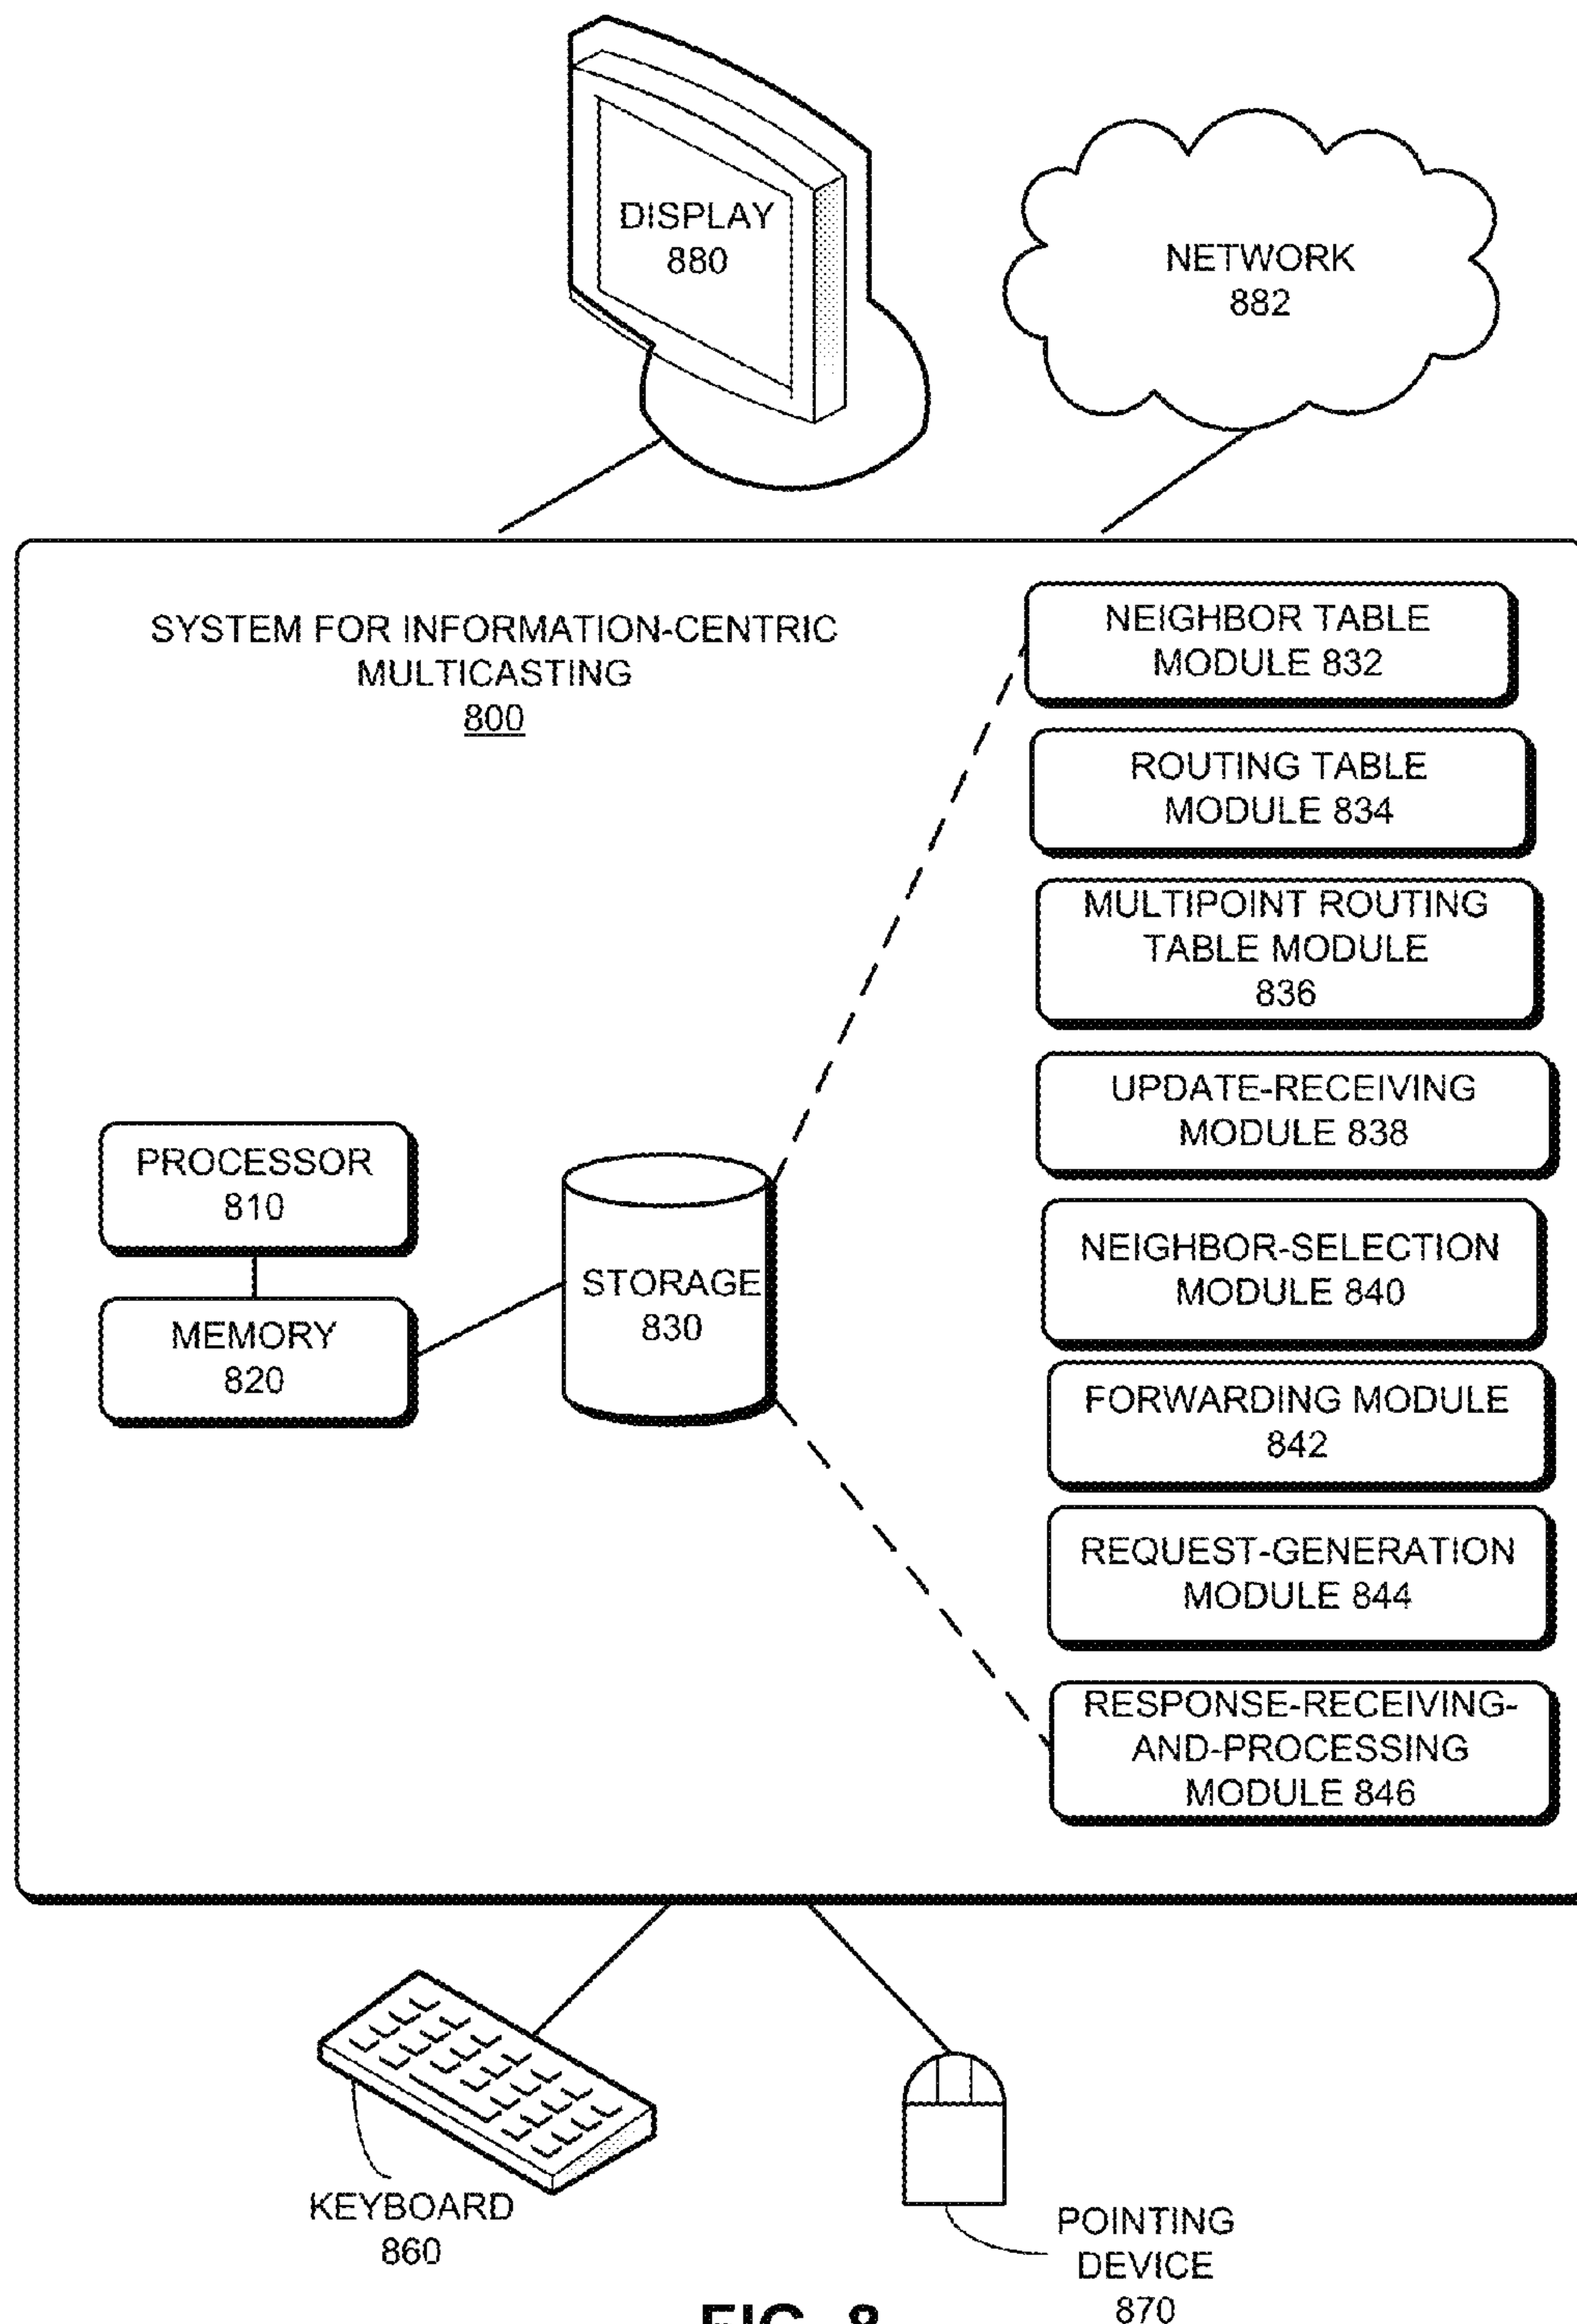 DISPLAY
880
NETWORK
882
SYSTEM FOR INFORMATION-CENTRIC
MULTICASTING
800
NEIGHBOR TABLE
MODULE 832
ROUTING TABLE
MODULE 834
MULTIPOINT ROUTING
TABLE MODULE
836
UPDATE-RECEIVING
MODULE 838
NEIGHBOR-SELECTION
MODULE 840
FORWARDING MODULE
842
REQUEST-GENERATION
MODULE 844
RESPONSE-RECEIVING-
AND-PROCESSING
MODULE 846
PROCESSOR
810
MEMORY
820
STORAGE
830
KEYBOARD
860
POINTING
DEVICE
870
FIG. 8